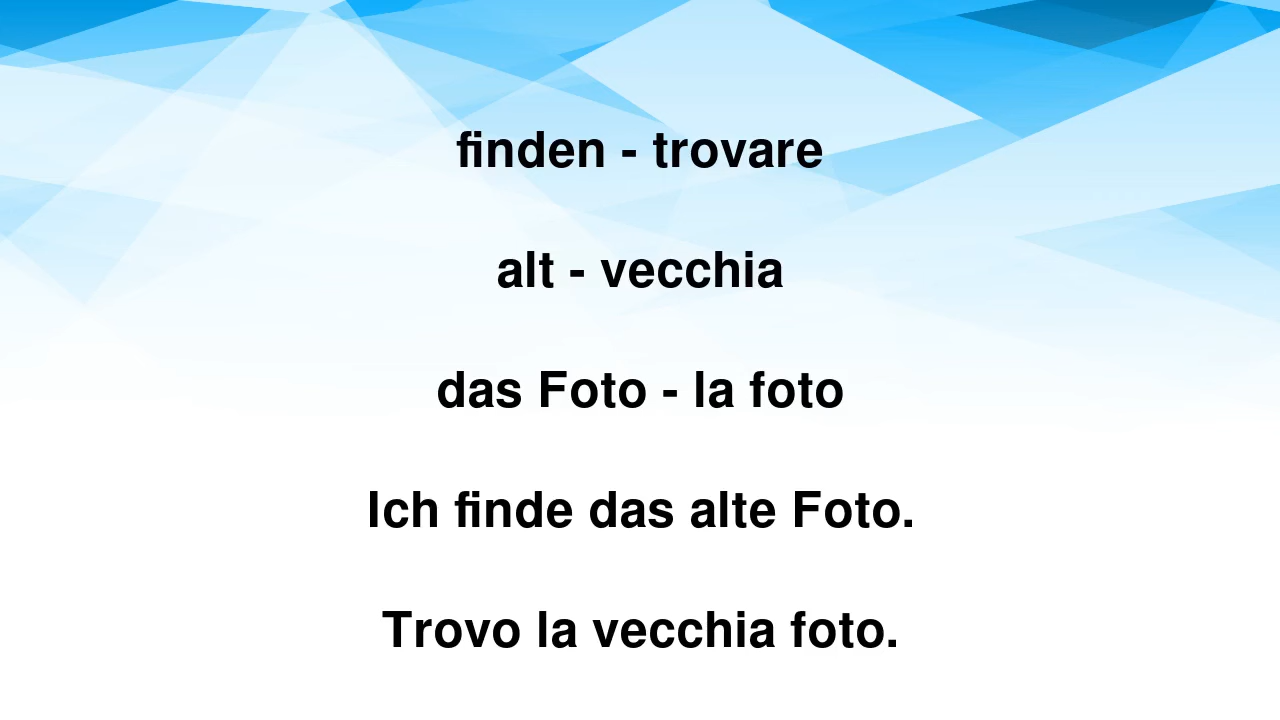 finden - trovare
alt - vecchia
das Foto - la foto
Ich finde das alte Foto.
Trovo la vecchia foto.